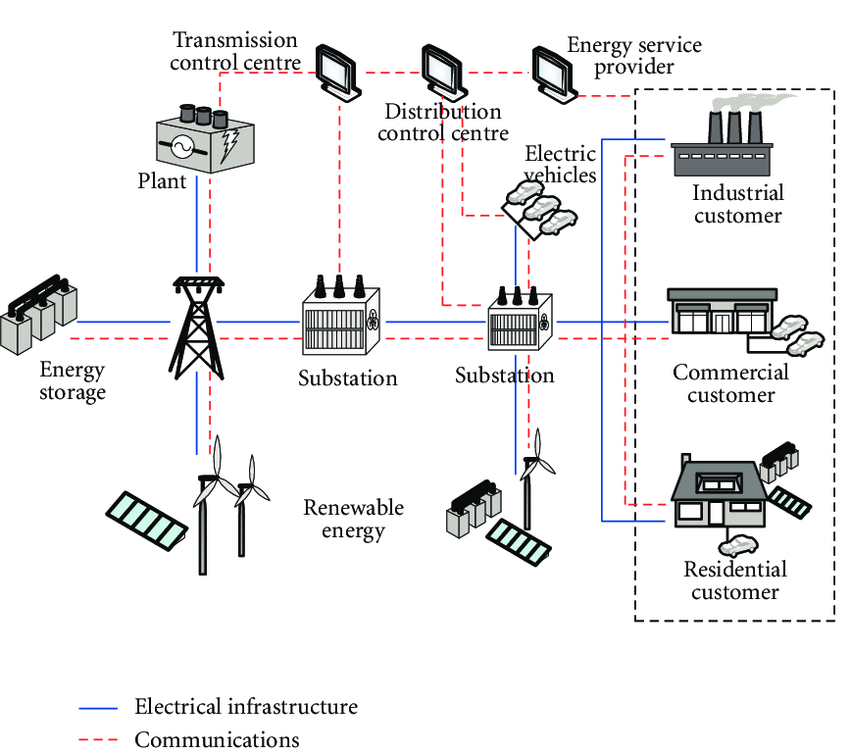 Transmission
control centre
Energy service
provider
Distribution
control centre
Electric
vehicles
Plant
Industrial
customer
Energy
storage
Substation
Substation
Commercial
customer
Renewable
energy
Residential
customer
Electrical infrastructure
Communications